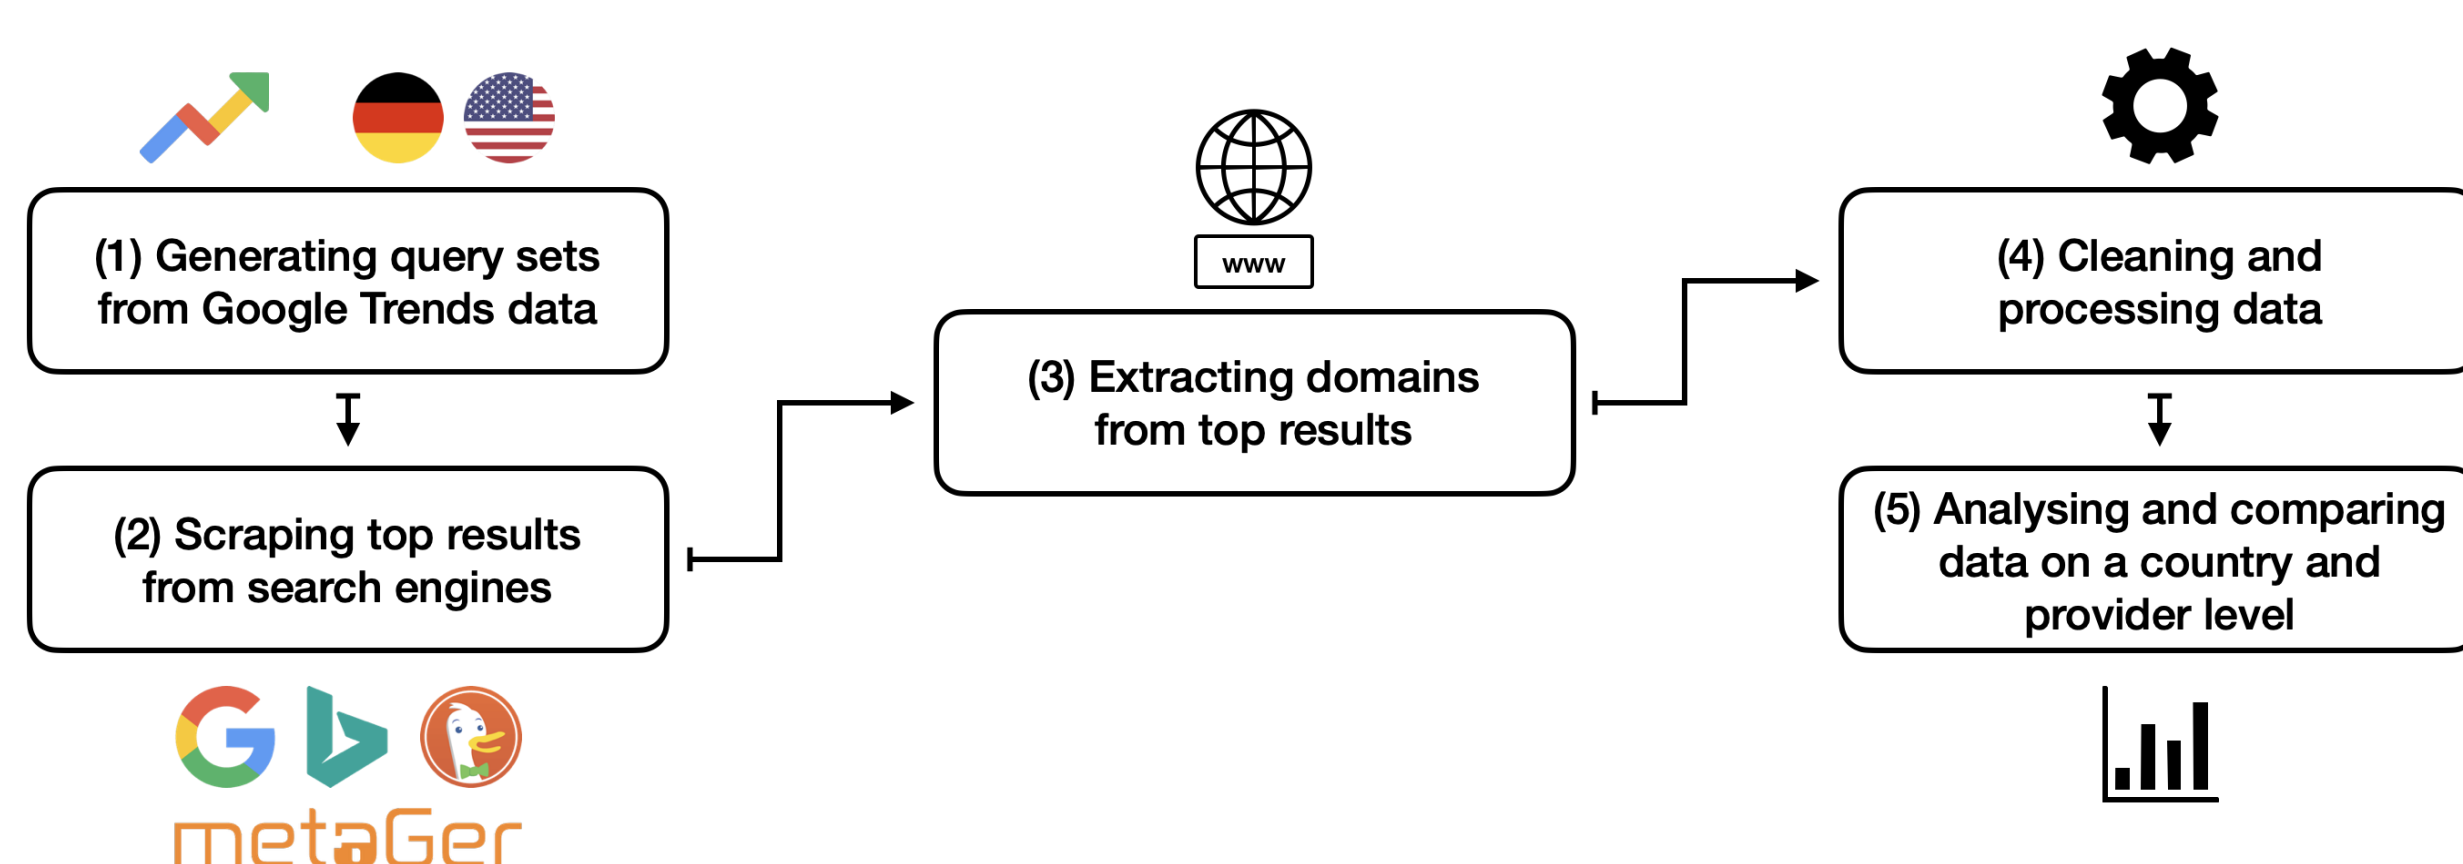 (1) Generating query sets
from Google Trends data
(2) Scraping top results
from search engines
metaGer
www
(3) Extracting domains
from top results
(4) Cleaning and
processing data
(5) Analysing and comparing
data on a country and
provider level